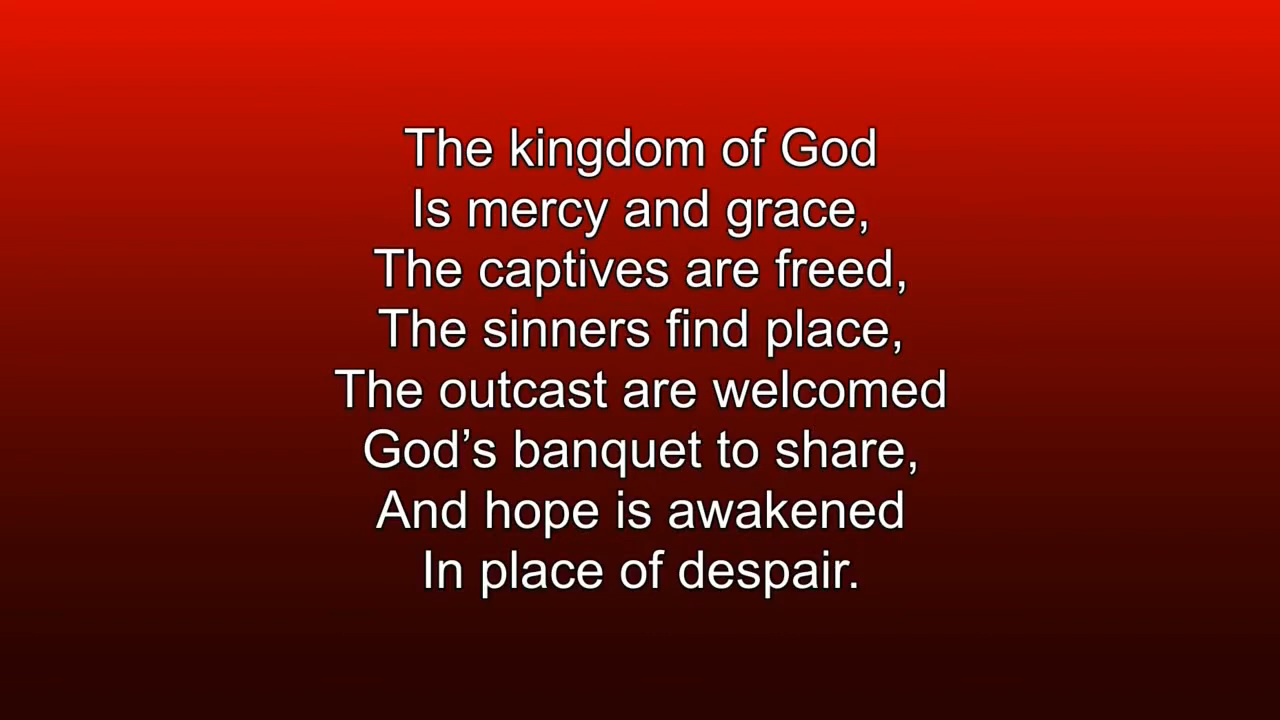 The kingdom of God
Is mercy and grace,
The captives are freed,
The sinners find place,
The outcast are welcomed
God’s banquet to share,
And hope is awakened
In place of despair.